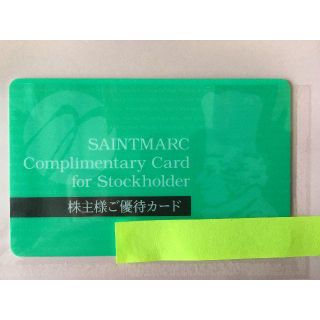 SAINTMARC
Complimentary Card
for Stockholder
株主様ご優待カード